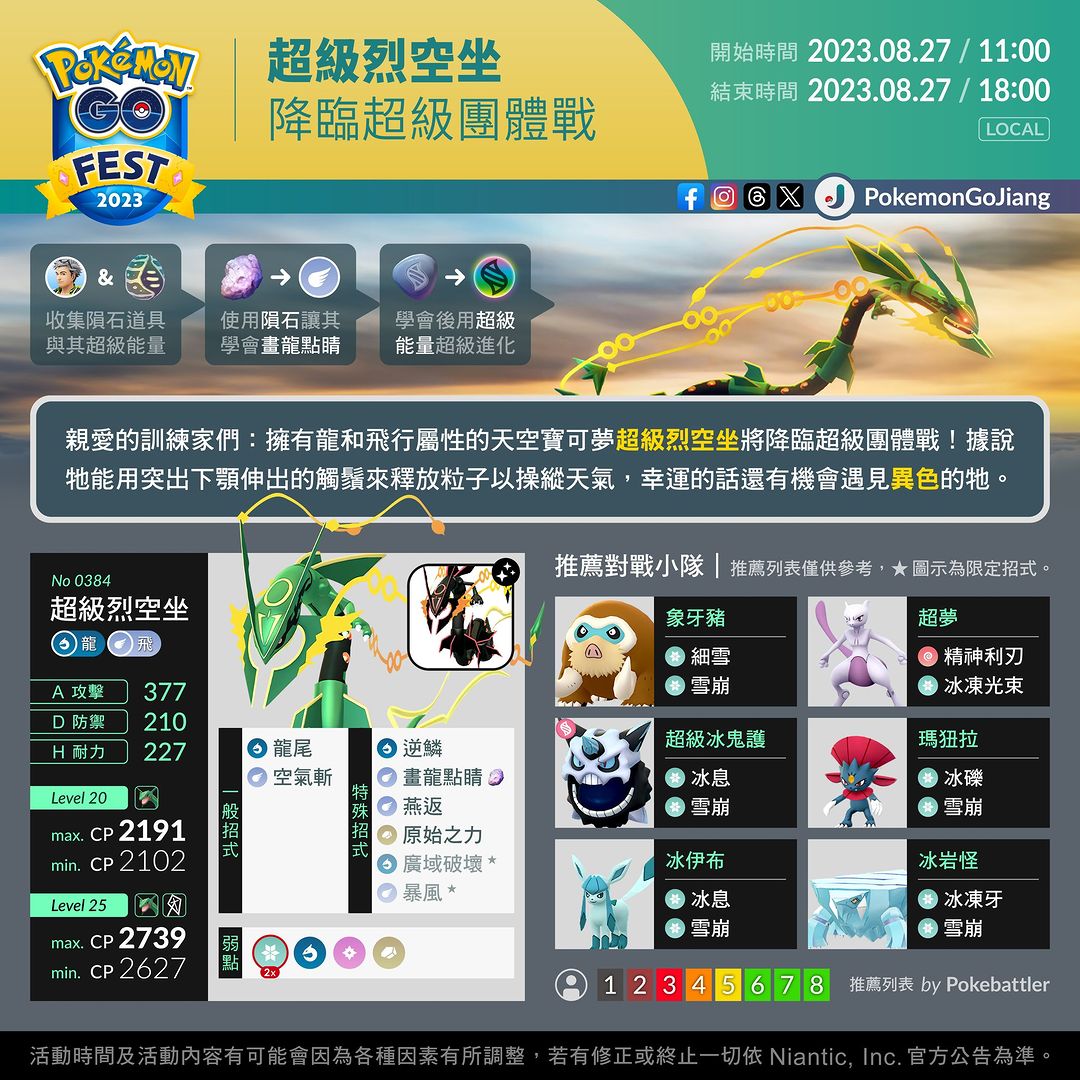 Pokémon
GO
FEST
2023
超級烈空坐
降臨超級團體戰
開始時間 2023.08.27 / 11:00
結束時間 2023.08.27 / 18:00
LOCAL
PokemonGoJiang
&
收集隕石道具
與其超級能量
使用隕石讓其
學會畫龍點睛
學會後用超級
能量超級進化
親愛的訓練家們：擁有龍和飛行屬性的天空寶可夢超級烈空坐將降臨超級團體戰！據說
牠能用突出下顎伸出的觸鬚來釋放粒子以操縱天氣，幸運的話還有機會遇見異色的牠。
No 0384
超級烈空坐
龍 飛
A 攻擊 377
D 防禦 210
H 耐力 227
Level 20
max. CP 2191
min. CP 2102
Level 25
max. CP 2739
min. CP 2627
一般招式
龍尾
空氣斬
特殊招式
逆鱗
畫龍點睛
燕返
原始之力
廣域破壞★
暴風★
弱點
2x
推薦對戰小隊｜推薦列表僅供參考，★圖示為限定招式。
象牙豬
細雪
雪崩
超夢
精神利刃
冰凍光束
超級冰鬼護
冰息
雪崩
瑪狃拉
冰礫
雪崩
冰伊布
冰息
雪崩
冰岩怪
冰凍牙
雪崩
1 2 3 4 5 6 7 8
推薦列表 by Pokebattler
活動時間及活動內容有可能會因為各種因素有所調整，若有修正或終止一切依 Niantic, Inc. 官方公告為準。